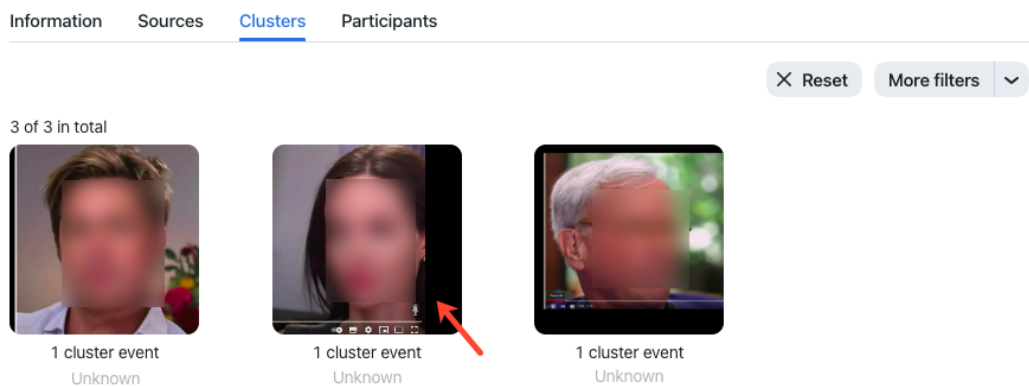 Information Sources Clusters Participants
Reset More filters
3 of 3 in total
1 cluster event 1 cluster event 1 cluster event
Unknown Unknown Unknown